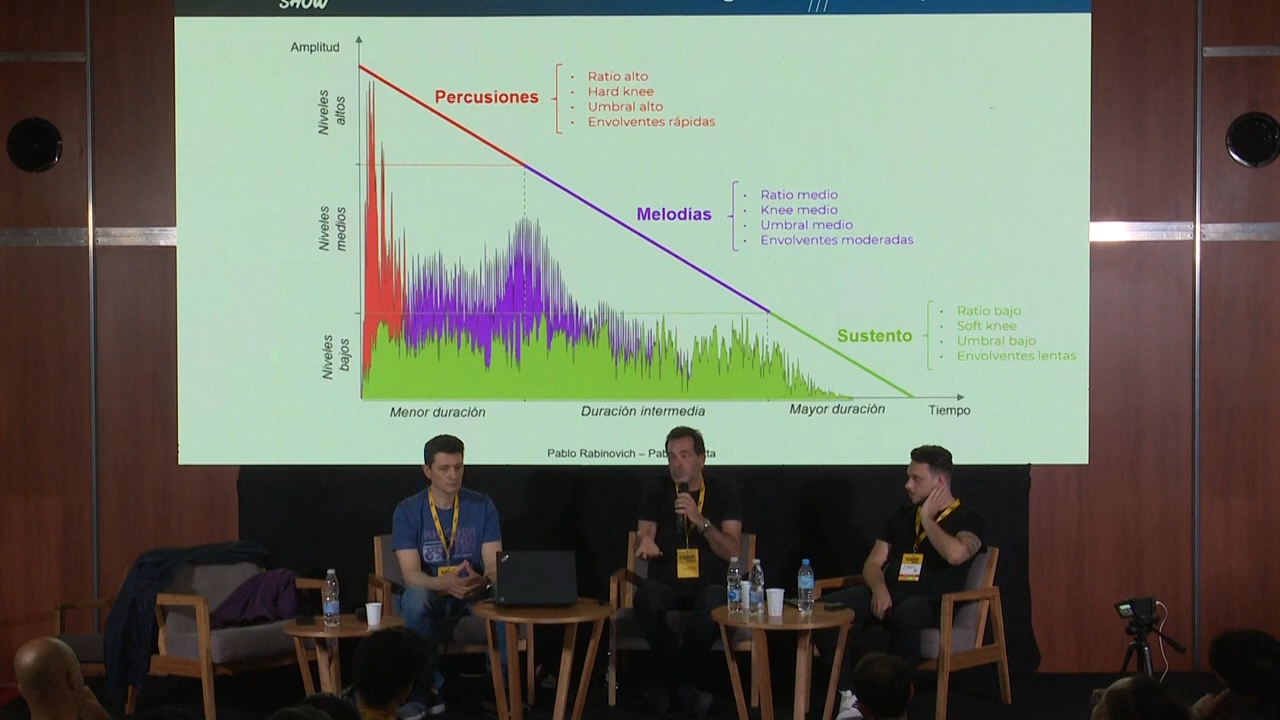 SHOW
Amplitud
Niveles
altos
Percusiones
• Ratio alto
• Hard knee
• Umbral alto
• Envolventes rápidas
Niveles
medios
Melodías
• Ratio medio
• Knee medio
• Umbral medio
• Envolventes moderadas
Niveles
bajos
Sustento
• Ratio bajo
• Soft knee
• Umbral bajo
• Envolventes lentas
Menor duración
Duración intermedia
Mayor duración
Tiempo
Pablo Rabinovich –